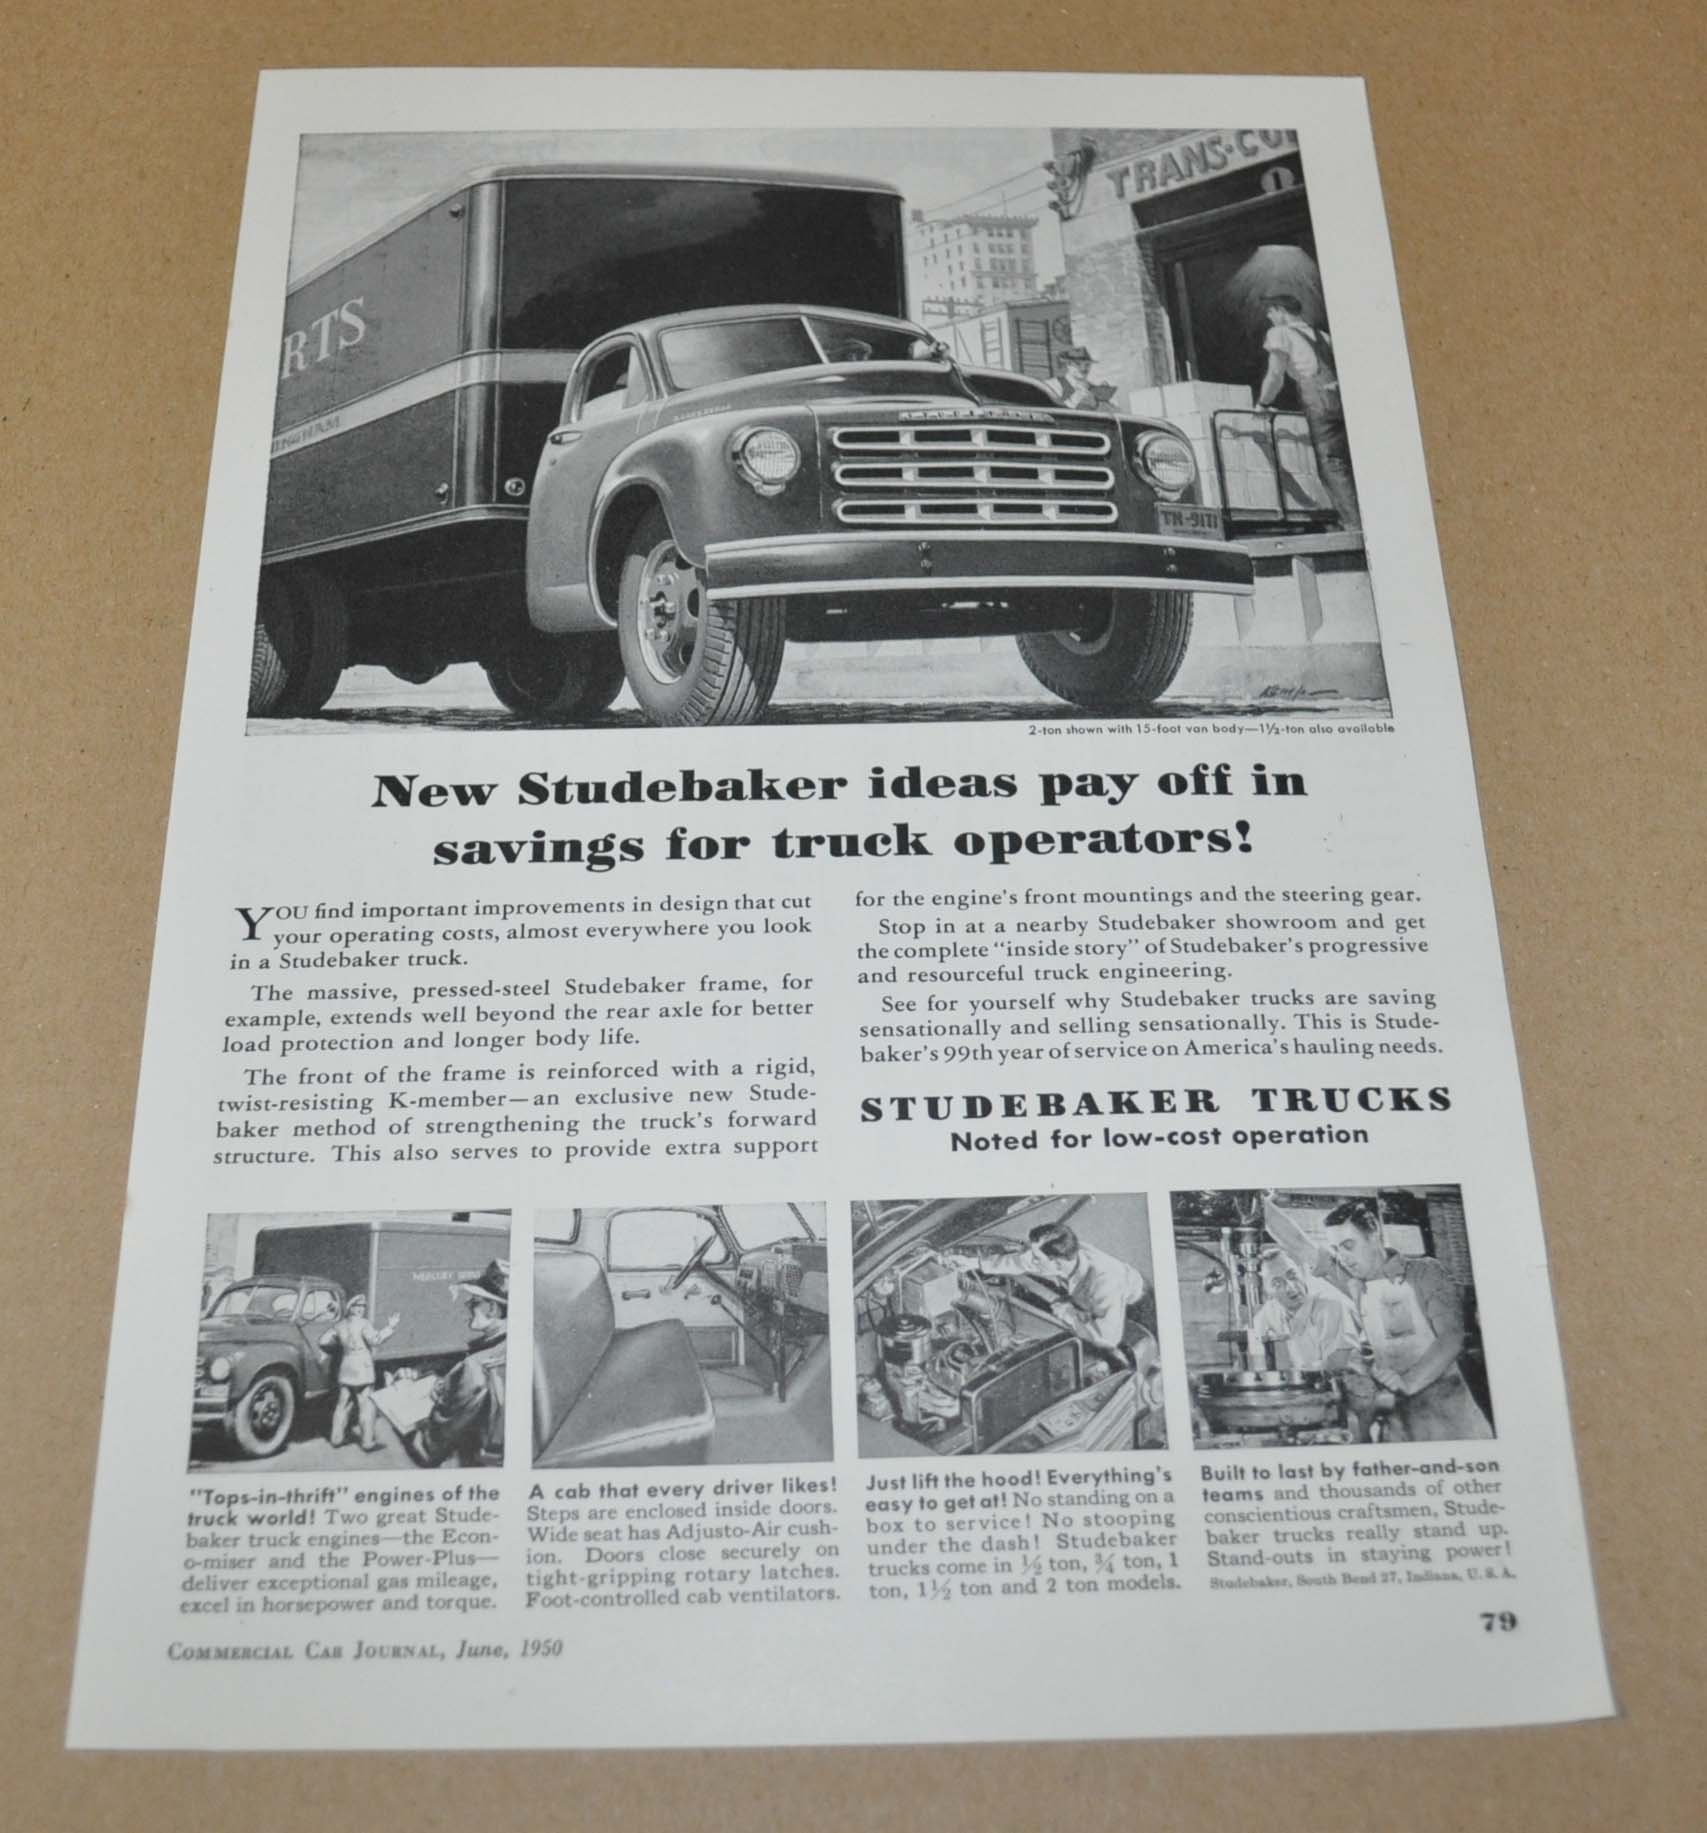 TRANS-CO
1
RTS
INGHAM
STUDEBAKER
TN-9171
2-ton shown with 15-foot van body—1½-ton also available
New Studebaker ideas pay off in
savings for truck operators!
YOU find important improvements in design that cut
your operating costs, almost everywhere you look
in a Studebaker truck.
The massive, pressed-steel Studebaker frame, for
example, extends well beyond the rear axle for better
load protection and longer body life.
The front of the frame is reinforced with a rigid,
twist-resisting K-member—an exclusive new Stude-
baker method of strengthening the truck's forward
structure. This also serves to provide extra support
for the engine's front mountings and the steering gear.
Stop in at a nearby Studebaker showroom and get
the complete "inside story" of Studebaker's progressive
and resourceful truck engineering.
See for yourself why Studebaker trucks are saving
sensationally and selling sensationally. This is Stude-
baker's 99th year of service on America's hauling needs.
STUDEBAKER TRUCKS
Noted for low-cost operation
MERCURY
"Tops-in-thrift" engines of the
truck world! Two great Stude-
baker truck engines—the Econ-
o-miser and the Power-Plus—
deliver exceptional gas mileage,
excel in horsepower and torque.
A cab that every driver likes!
Steps are enclosed inside doors.
Wide seat has Adjusto-Air cush-
ion. Doors close securely on
tight-gripping rotary latches.
Foot-controlled cab ventilators.
Just lift the hood! Everything's
easy to get at! No standing on a
box to service! No stooping
under the dash! Studebaker
trucks come in ½ ton, ¾ ton, 1
ton, 1½ ton and 2 ton models.
Built to last by father-and-son
teams and thousands of other
conscientious craftsmen, Stude-
baker trucks really stand up.
Stand-outs in staying power!
Studebaker, South Bend 27, Indiana, U. S. A.
COMMERCIAL CAR JOURNAL, June, 1950
79